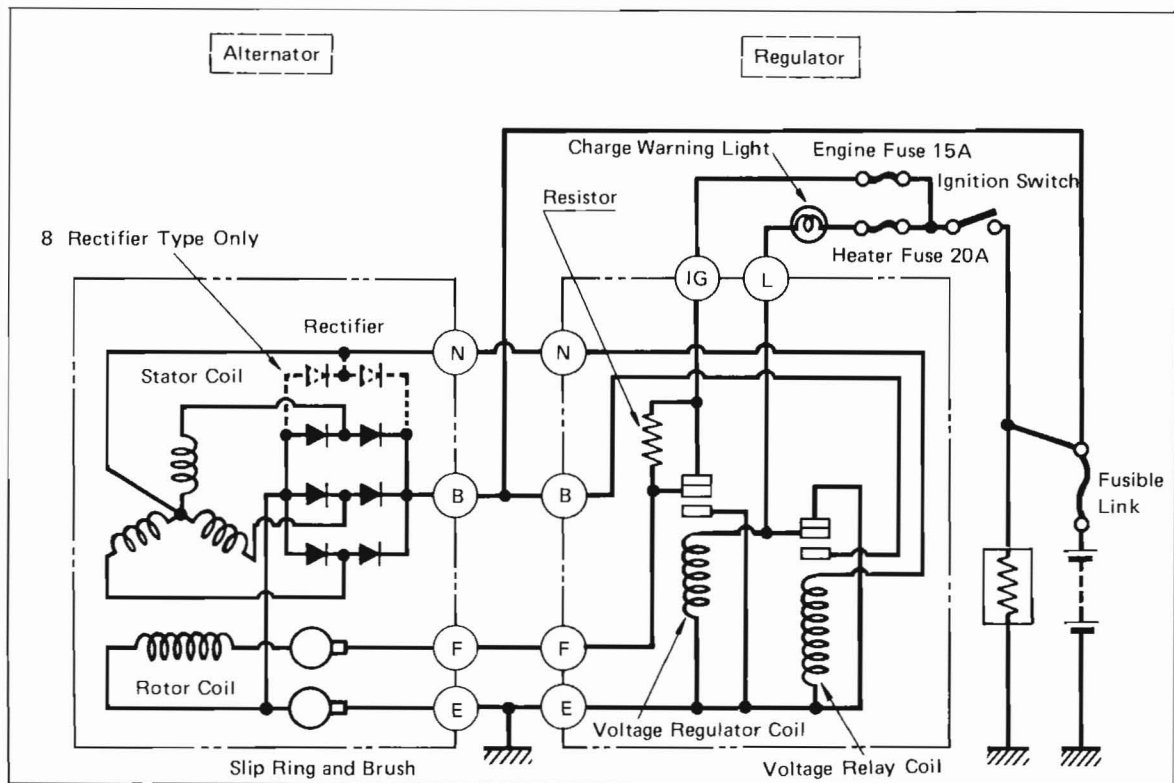 Alternator
Regulator
Charge Warning Light
Engine Fuse 15A
Ignition Switch
Resistor
8 Rectifier Type Only
Heater Fuse 20A
IG
L
Rectifier
N
N
Stator Coil
B
B
Fusible
Link
F
F
Rotor Coil
E
E
Voltage Regulator Coil
Slip Ring and Brush
Voltage Relay Coil